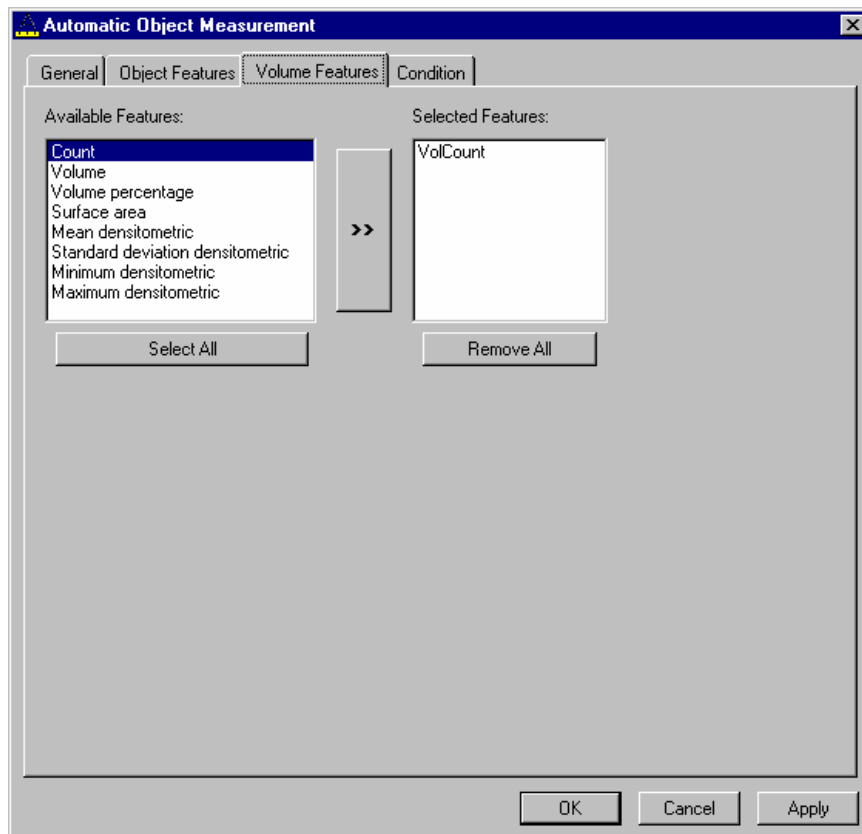 Automatic Object Measurement
General Object Features Volume Features Condition
Available Features:
Count
Volume
Volume percentage
Surface area
Mean densitometric
Standard deviation densitometric
Minimum densitometric
Maximum densitometric
Select All
>>
Selected Features:
VolCount
Remove All
OK Cancel Apply